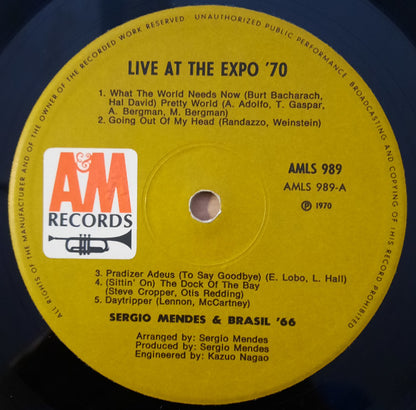 ALL RIGHTS OF THE MANUFACTURER AND OF THE OWNER OF THE RECORDED WORK RESERVED. UNAUTHORIZED PUBLIC PERFORMANCE, BROADCASTING AND COPYING OF THIS RECORD PROHIBITED
LIVE AT THE EXPO '70
1. What The World Needs Now (Burt Bacharach,
Hal David) Pretty World (A. Adolfo, T. Gaspar,
A. Bergman, M. Bergman)
2. Going Out Of My Head (Randazzo, Weinstein)
A&M
RECORDS
AMLS 989
AMLS 989-A
Ⓟ 1970
3. Pradizer Adeus (To Say Goodbye) (E. Lobo, L. Hall)
4. (Sittin' On) The Dock Of The Bay
(Steve Cropper, Otis Redding)
5. Daytripper (Lennon, McCartney)
SERGIO MENDES & BRASIL '66
Arranged by: Sergio Mendes
Produced by: Sergio Mendes
Engineered by: Kazuo Nagao